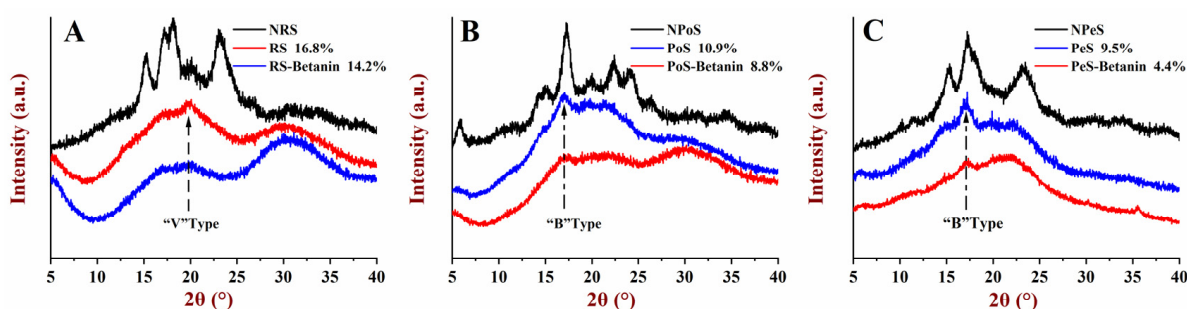 A
NRS
RS 16.8%
RS-Betanin 14.2%
Intensity (a.u.)
“V”Type
5 10 15 20 25 30 35 40
2θ (°)
B
NPoS
PoS 10.9%
PoS-Betanin 8.8%
Intensity (a.u.)
“B”Type
5 10 15 20 25 30 35 40
2θ (°)
C
NPeS
PeS 9.5%
PeS-Betanin 4.4%
Intensity (a.u.)
“B”Type
5 10 15 20 25 30 35 40
2θ (°)